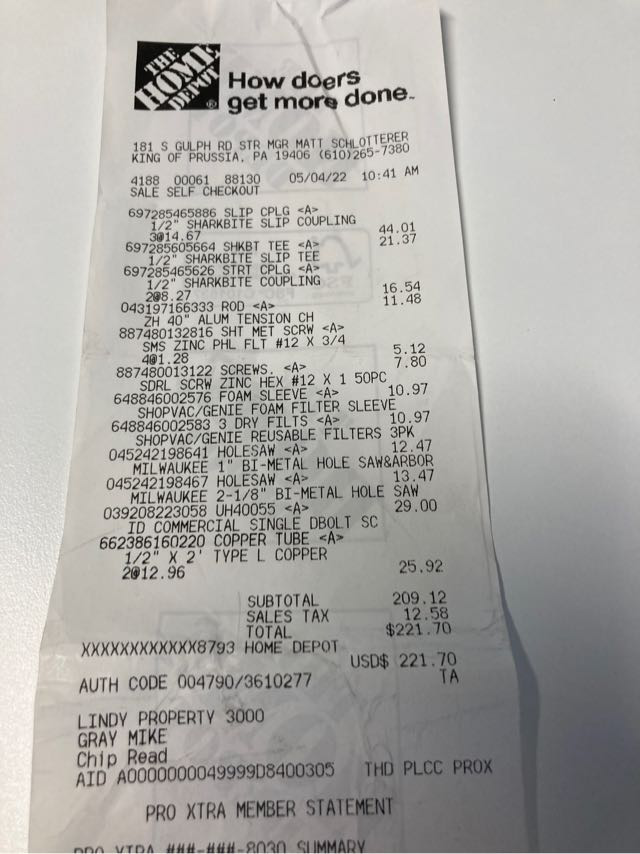 THE
HOME
DEPOT
®
How doers
get more done™
181 S GULPH RD STR MGR MATT SCHLOTTERER
KING OF PRUSSIA, PA 19406 (610)265-7380
4188 00061 88130 05/04/22 10:41 AM
SALE SELF CHECKOUT
697285465886 SLIP CPLG <A>
1/2" SHARKBITE SLIP COUPLING
3@14.67 44.01
697285605664 SHKBT TEE <A> 21.37
1/2" SHARKBITE SLIP TEE
697285465626 STRT CPLG <A>
1/2" SHARKBITE COUPLING
2@8.27 16.54
043197166333 ROD <A> 11.48
ZH 40" ALUM TENSION CH
887480132816 SHT MET SCRW <A>
SMS ZINC PHL FLT #12 X 3/4
4@1.28 5.12
887480013122 SCREWS. <A> 7.80
SDRL SCRW ZINC HEX #12 X 1 50PC
648846002576 FOAM SLEEVE <A> 10.97
SHOPVAC/GENIE FOAM FILTER SLEEVE
648846002583 3 DRY FILTS <A> 10.97
SHOPVAC/GENIE REUSABLE FILTERS 3PK
045242198641 HOLESAW <A> 12.47
MILWAUKEE 1" BI-METAL HOLE SAW&ARBOR
045242198467 HOLESAW <A> 13.47
MILWAUKEE 2-1/8" BI-METAL HOLE SAW
039208223058 UH40055 <A> 29.00
ID COMMERCIAL SINGLE DBOLT SC
662386160220 COPPER TUBE <A>
1/2" X 2' TYPE L COPPER
2@12.96 25.92
SUBTOTAL 209.12
SALES TAX 12.58
TOTAL $221.70
XXXXXXXXXXXX8793 HOME DEPOT
USD$ 221.70
AUTH CODE 004790/3610277 TA
LINDY PROPERTY 3000
GRAY MIKE
Chip Read
AID A0000000049999D8400305 THD PLCC PROX
PRO XTRA MEMBER STATEMENT
PRO XTRA ###-###-8030 SUMMARY